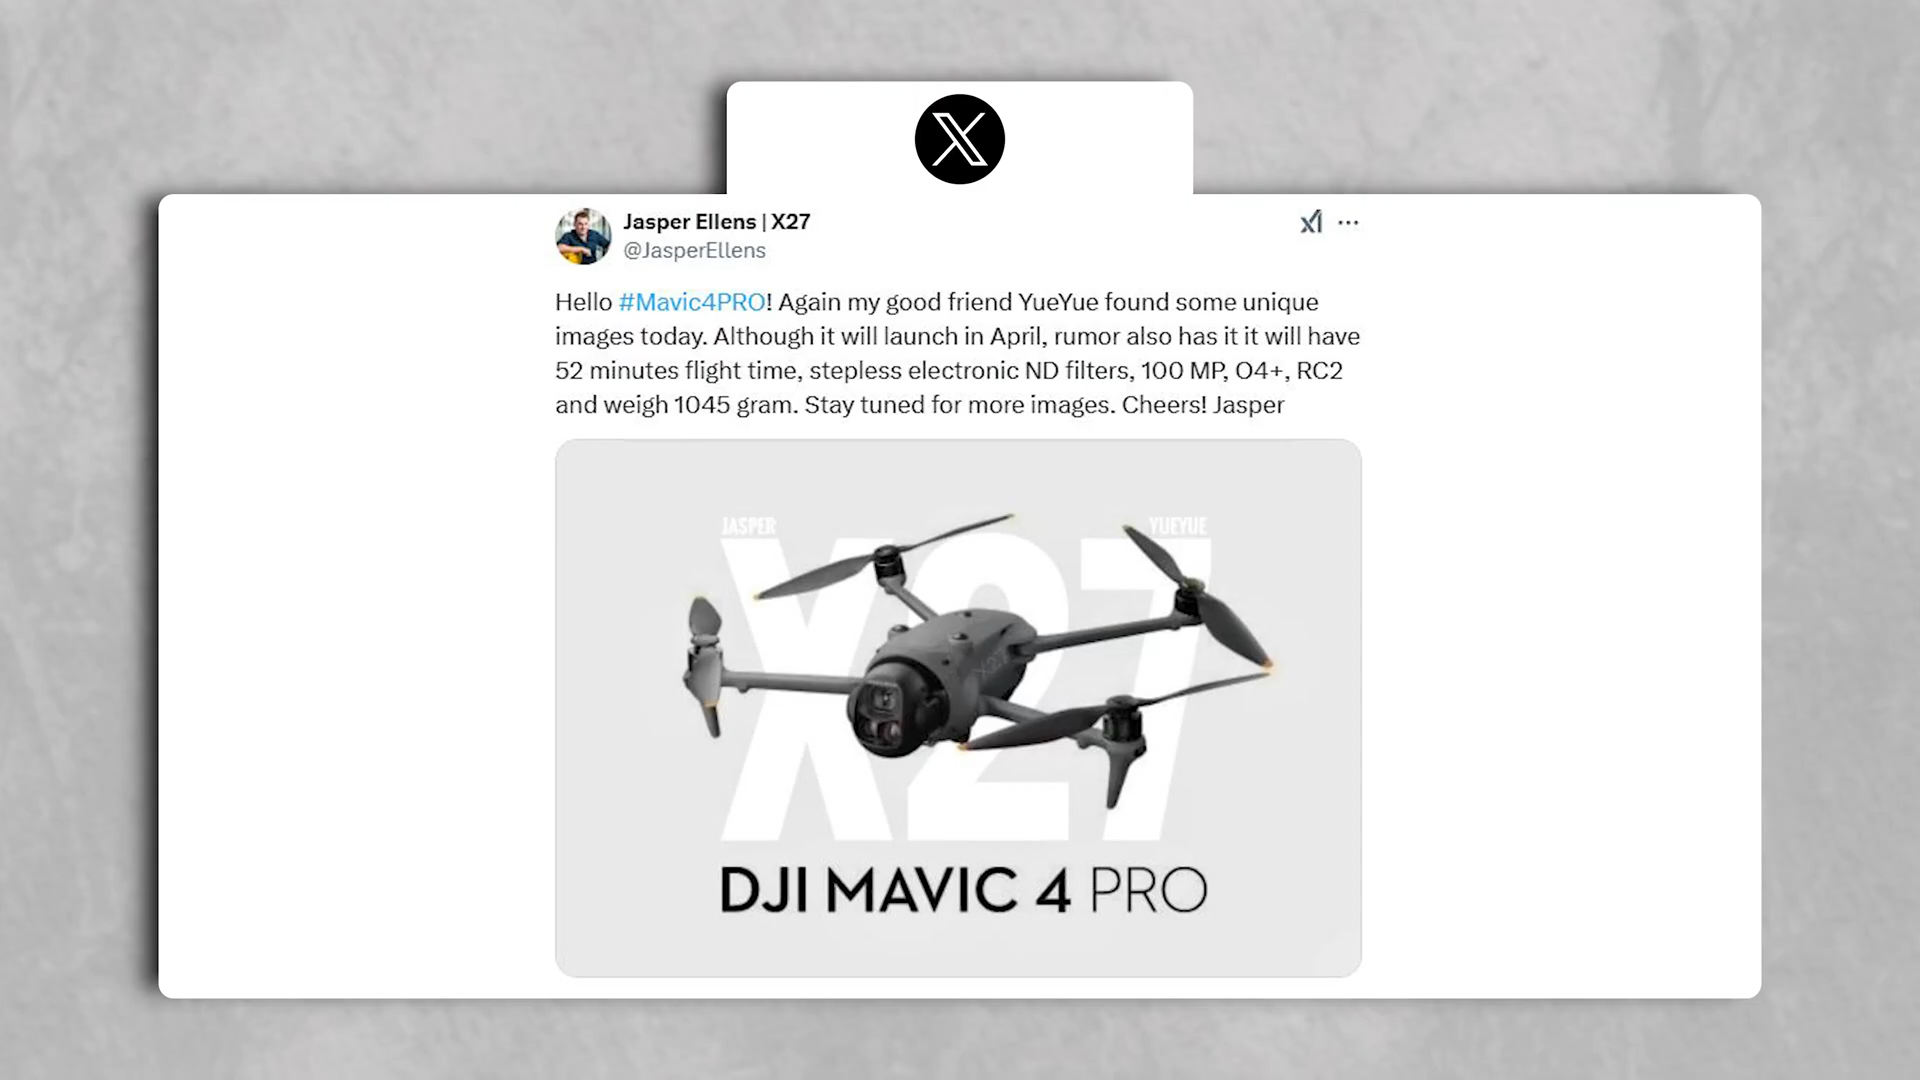 Jasper Ellens | X27
@JasperEllens
Hello #Mavic4PRO! Again my good friend YueYue found some unique
images today. Although it will launch in April, rumor also has it it will have
52 minutes flight time, stepless electronic ND filters, 100 MP, O4+, RC2
and weigh 1045 gram. Stay tuned for more images. Cheers! Jasper
JASPER YUEYUE
X27
X27
DJI MAVIC 4 PRO